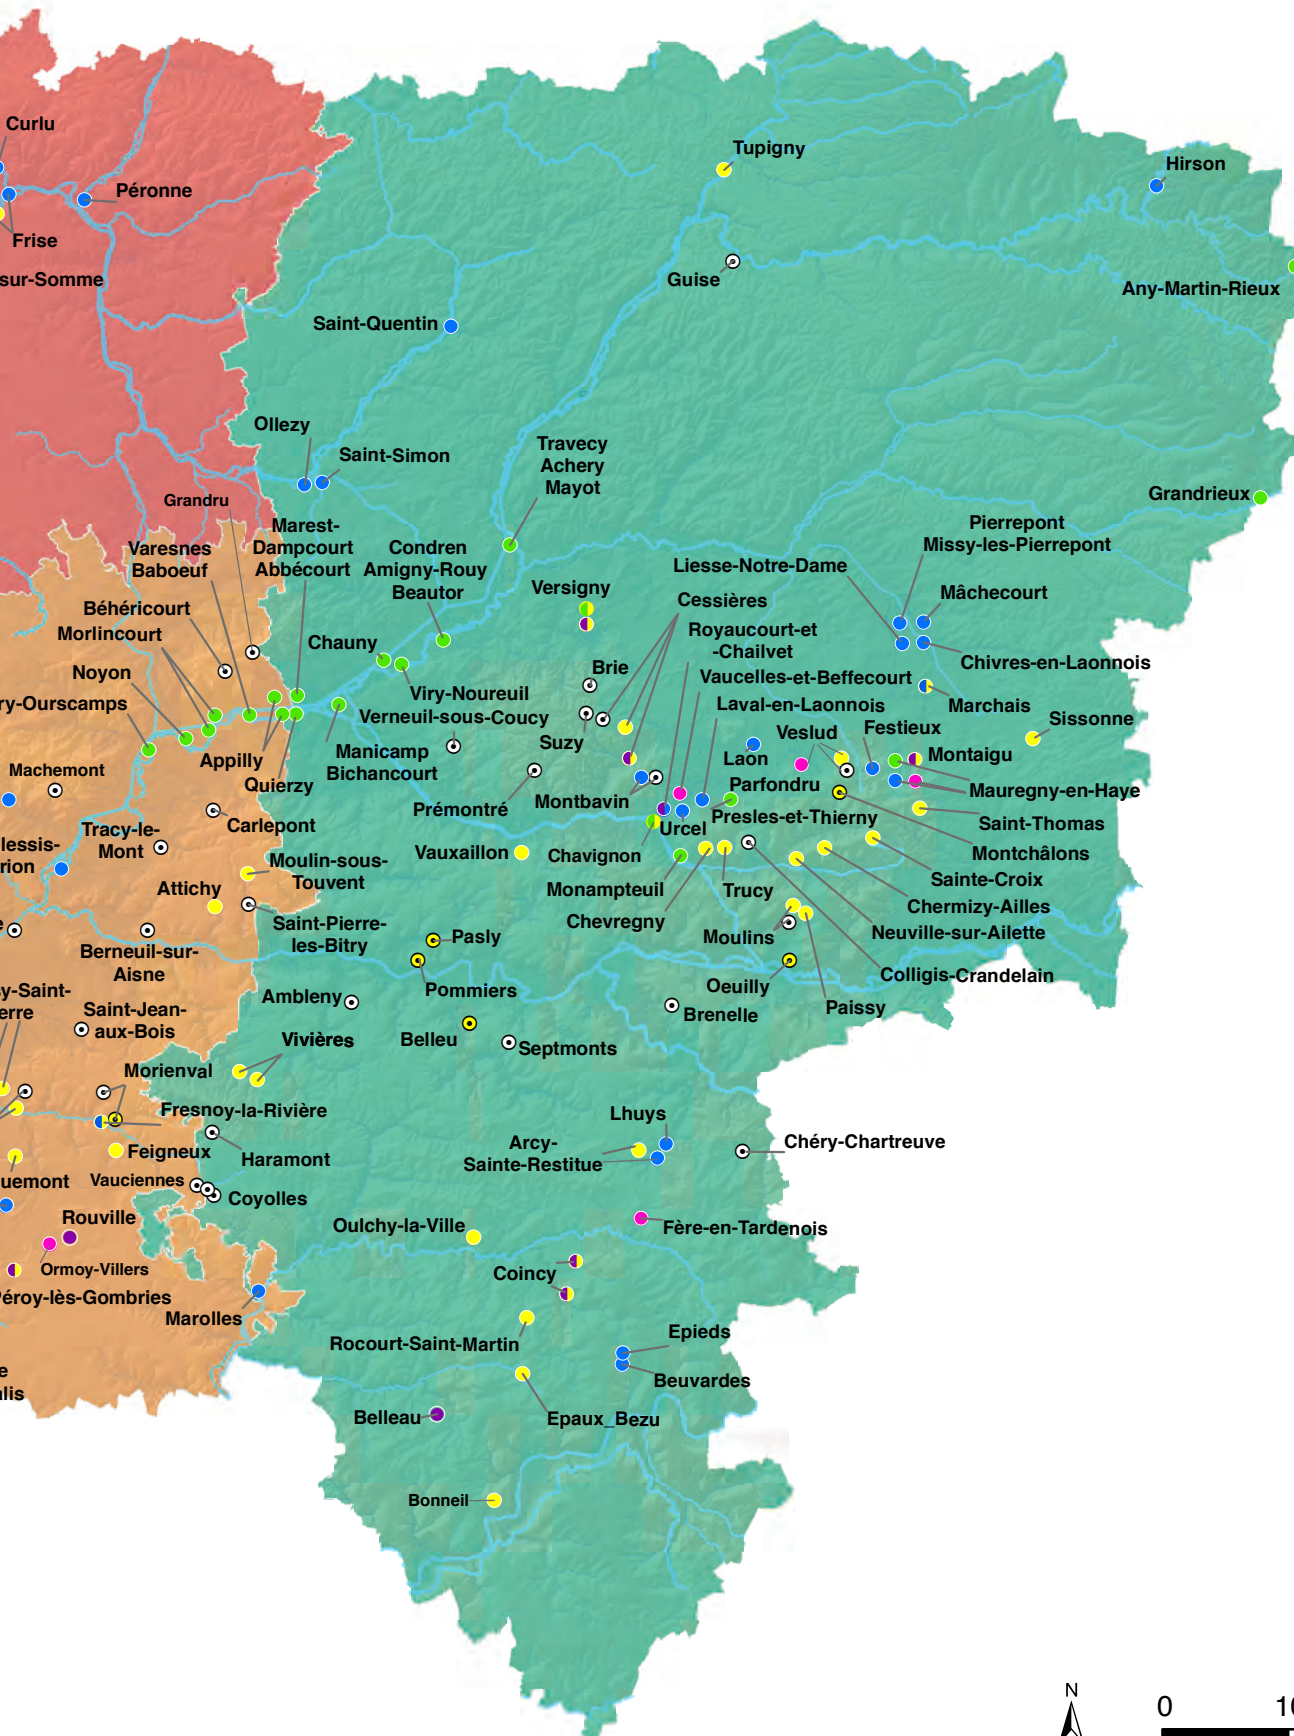 Curlu
Péronne
Frise
sur-Somme
Tupigny
Hirson
Guise
Any-Martin-Rieux
Saint-Quentin
Ollezy
Saint-Simon
Travecy
Achery
Mayot
Grandrieux
Grandru
Marest-
Dampcourt
Abbécourt
Varesnes
Baboeuf
Condren
Amigny-Rouy
Beautor
Pierrepont
Missy-les-Pierrepont
Liesse-Notre-Dame
Mâchecourt
Versigny
Cessières
Béhéricourt
Morlincourt
Chauny
Royaucourt-et
-Chailvet
Chivres-en-Laonnois
Noyon
Brie
Vaucelles-et-Beffecourt
Viry-Noureuil
ry-Ourscamps
Laval-en-Laonnois
Marchais
Verneuil-sous-Coucy
Sissonne
Suzy
Veslud
Festieux
Manicamp
Bichancourt
Appilly
Laon
Montaigu
Machemont
Quierzy
Parfondru
Mauregny-en-Haye
Prémontré
Montbavin
Carlepont
Presles-et-Thierny
Saint-Thomas
Tracy-le-
Mont
Urcel
lessis-
rion
Vauxaillon
Chavignon
Montchâlons
Moulin-sous-
Touvent
Attichy
Monampteuil
Trucy
Sainte-Croix
Chermizy-Ailles
Chevregny
Saint-Pierre-
les-Bitry
Pasly
Moulins
Neuville-sur-Ailette
Berneuil-sur-
Aisne
Colligis-Crandelain
Pommiers
Oeuilly
y-Saint-
erre
Ambleny
Paissy
Saint-Jean-
aux-Bois
Brenelle
Belleu
Septmonts
Vivières
Morienval
Fresnoy-la-Rivière
Lhuys
Feigneux
Haramont
Arcy-
Sainte-Restitue
Chéry-Chartreuve
uemont
Vauciennes
Coyolles
Rouville
Oulchy-la-Ville
Fère-en-Tardenois
Ormoy-Villers
Coincy
Péroy-lès-Gombries
Marolles
Rocourt-Saint-Martin
Epieds
Beuvardes
e
alis
Belleau
Epaux_Bezu
Bonneil
N
0